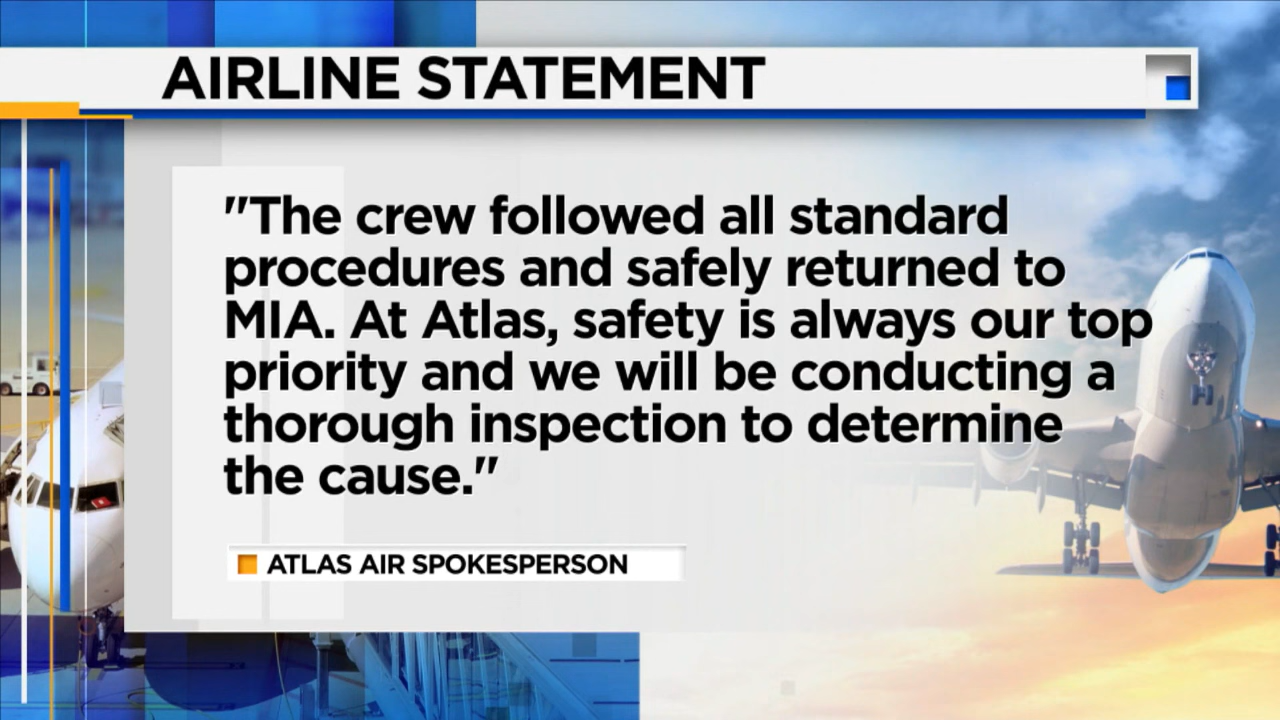 AIRLINE STATEMENT
"The crew followed all standard
procedures and safely returned to
MIA. At Atlas, safety is always our top
priority and we will be conducting a
thorough inspection to determine
the cause."
ATLAS AIR SPOKESPERSON